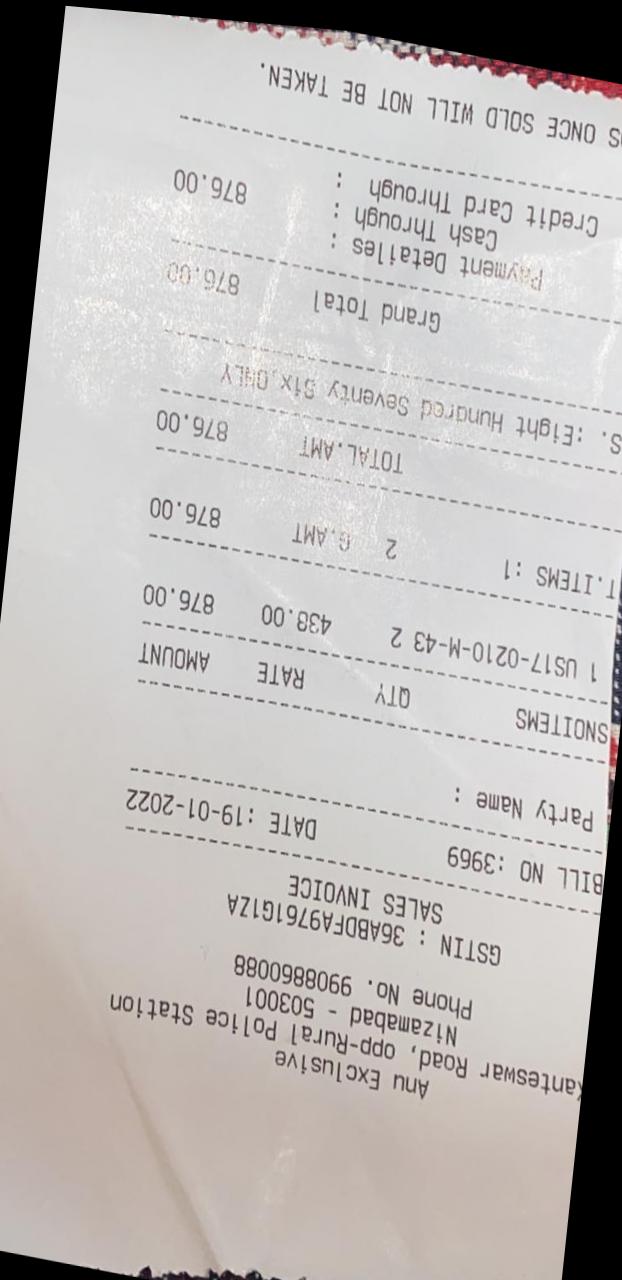 Anu Exclusive
Kanteswar Road, opp-Rural Police Station
Nizamabad - 503001
Phone No. 9908860088
GSTIN : 36ABDFA9761G1ZA
SALES INVOICE
BILL NO :3969 DATE :19-01-2022
Party Name :
SNOITEMS QTY RATE AMOUNT
1 US17-0210-M-43 2 438.00 876.00
T.ITEMS :1 2 G.AMT 876.00
TOTAL.AMT 876.00
S. :Eight Hundred Seventy Six.ONLY
Grand Total 876.00
Payment Detailes :
Cash Through :
Credit Card Through : 876.00
ONCE SOLD WILL NOT BE TAKEN.